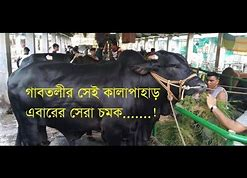 গাবতলীর সেই কালাপাহাড়
এবারের সেরা চমক.......!